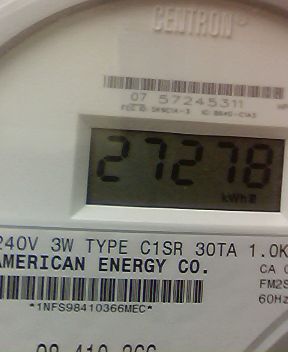 CENTRON
07 57245311
27278
kWh
240V 3W TYPE C1SR 30TA 1.0K
AMERICAN ENERGY CO.
CA
FM2S
60Hz
*1NFS98410366MEC*